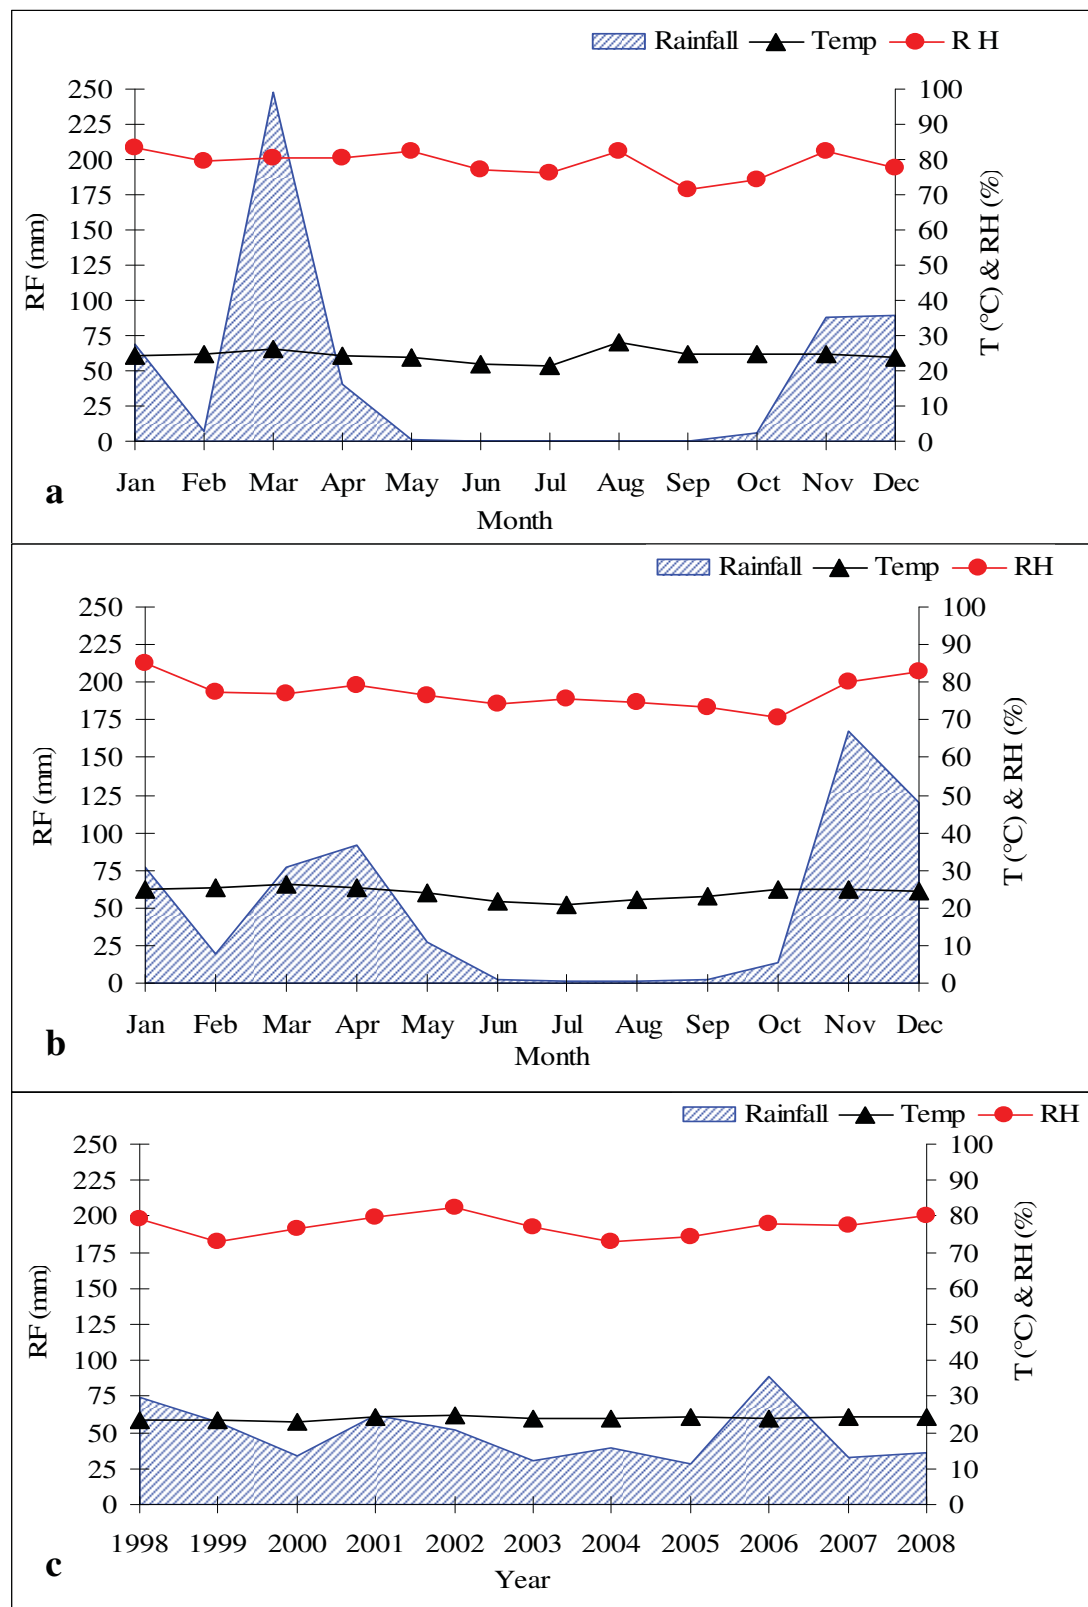 Rainfall Temp R H
250 100
225 90
200 80
175 70
150 60
125 50
100 40
75 30
50 20
25 10
0 0
RF (mm)
T (°C) & RH (%)
Jan Feb Mar Apr May Jun Jul Aug Sep Oct Nov Dec
a
Month
Rainfall Temp RH
250 100
225 90
200 80
175 70
150 60
125 50
100 40
75 30
50 20
25 10
0 0
RF (mm)
T (°C) & RH (%)
Jan Feb Mar Apr May Jun Jul Aug Sep Oct Nov Dec
b
Month
Rainfall Temp RH
250 100
225 90
200 80
175 70
150 60
125 50
100 40
75 30
50 20
25 10
0 0
RF (mm)
T (°C) & RH (%)
1998 1999 2000 2001 2002 2003 2004 2005 2006 2007 2008
c
Year